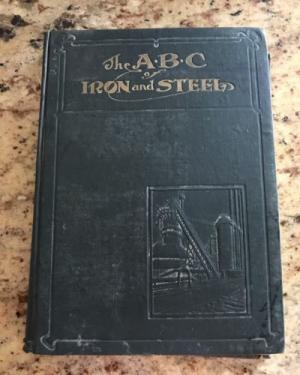 The A·B·C
of
IRON and STEEL